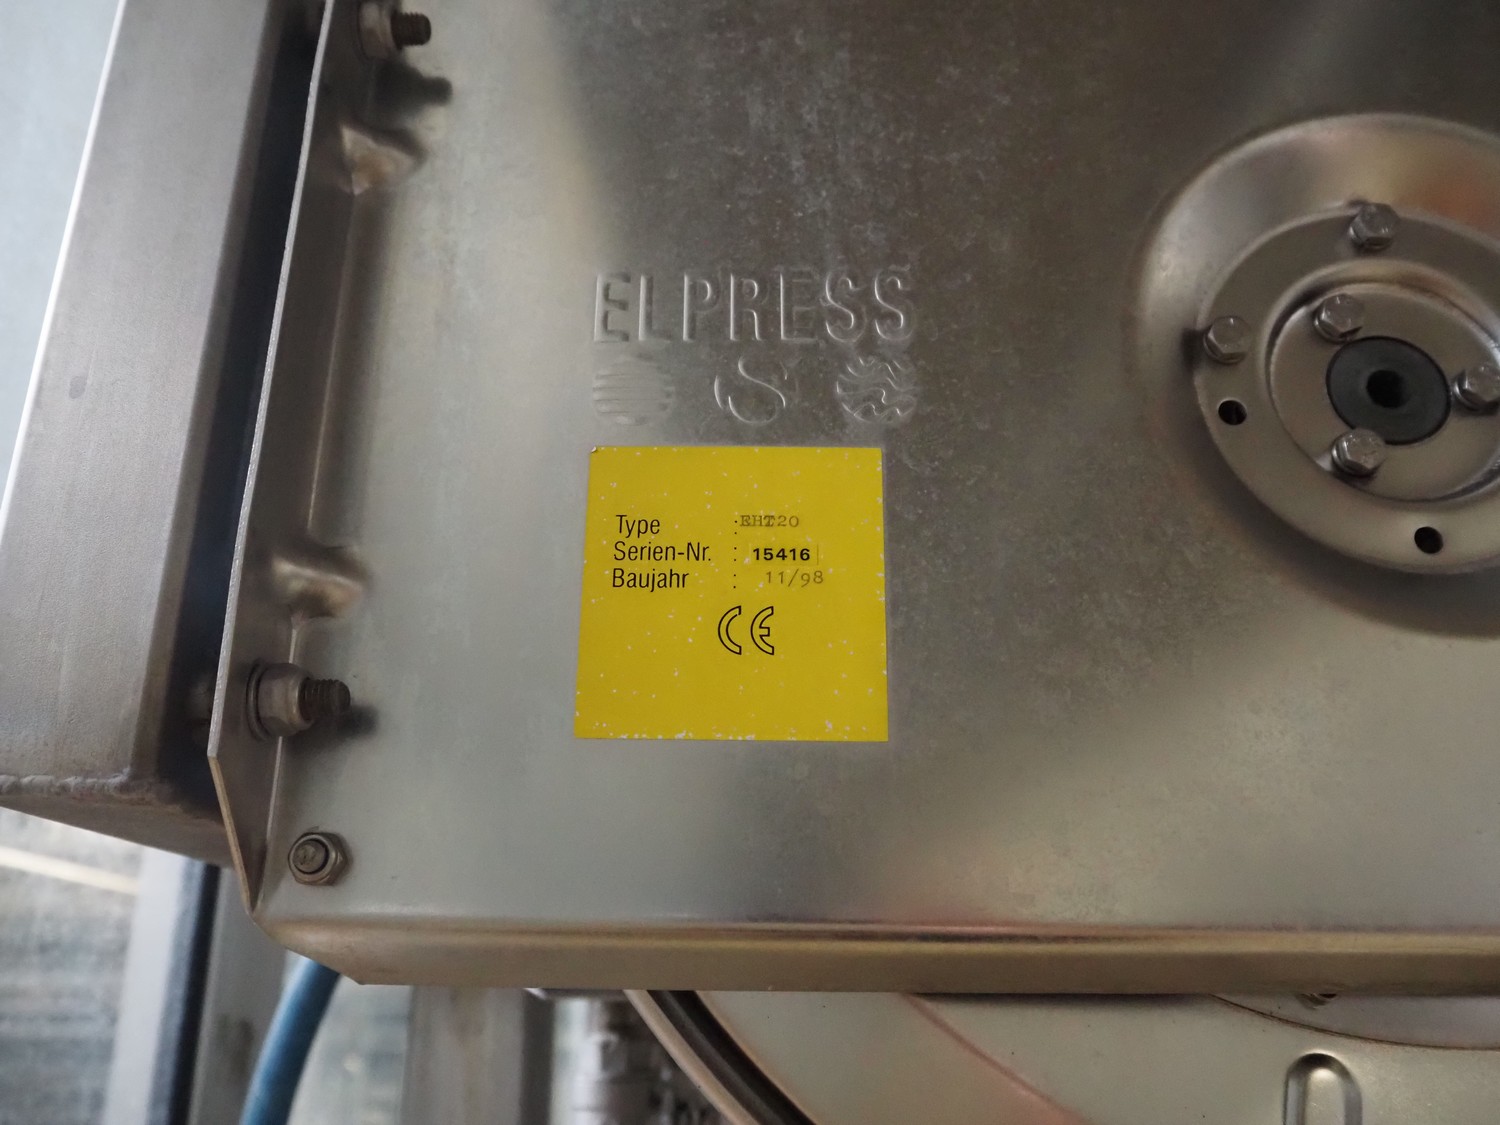 ELPRESS
S
Type : EHT20
Serien-Nr. : 15416
Baujahr : 11/98
CE